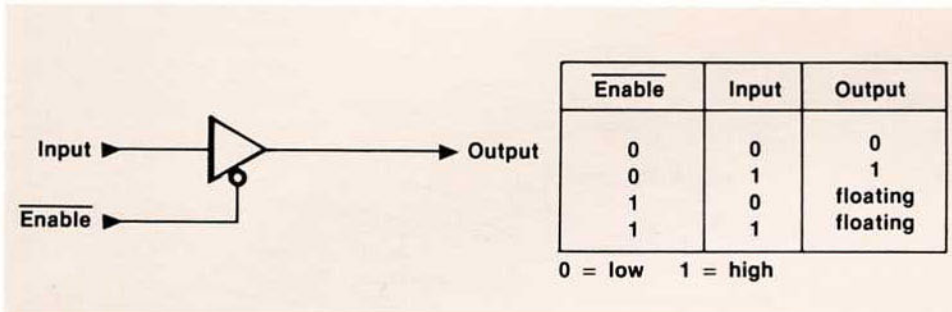 Input
Output
Enable
Enable Input Output
0 0 0
0 1 1
1 0 floating
1 1 floating
0 = low 1 = high